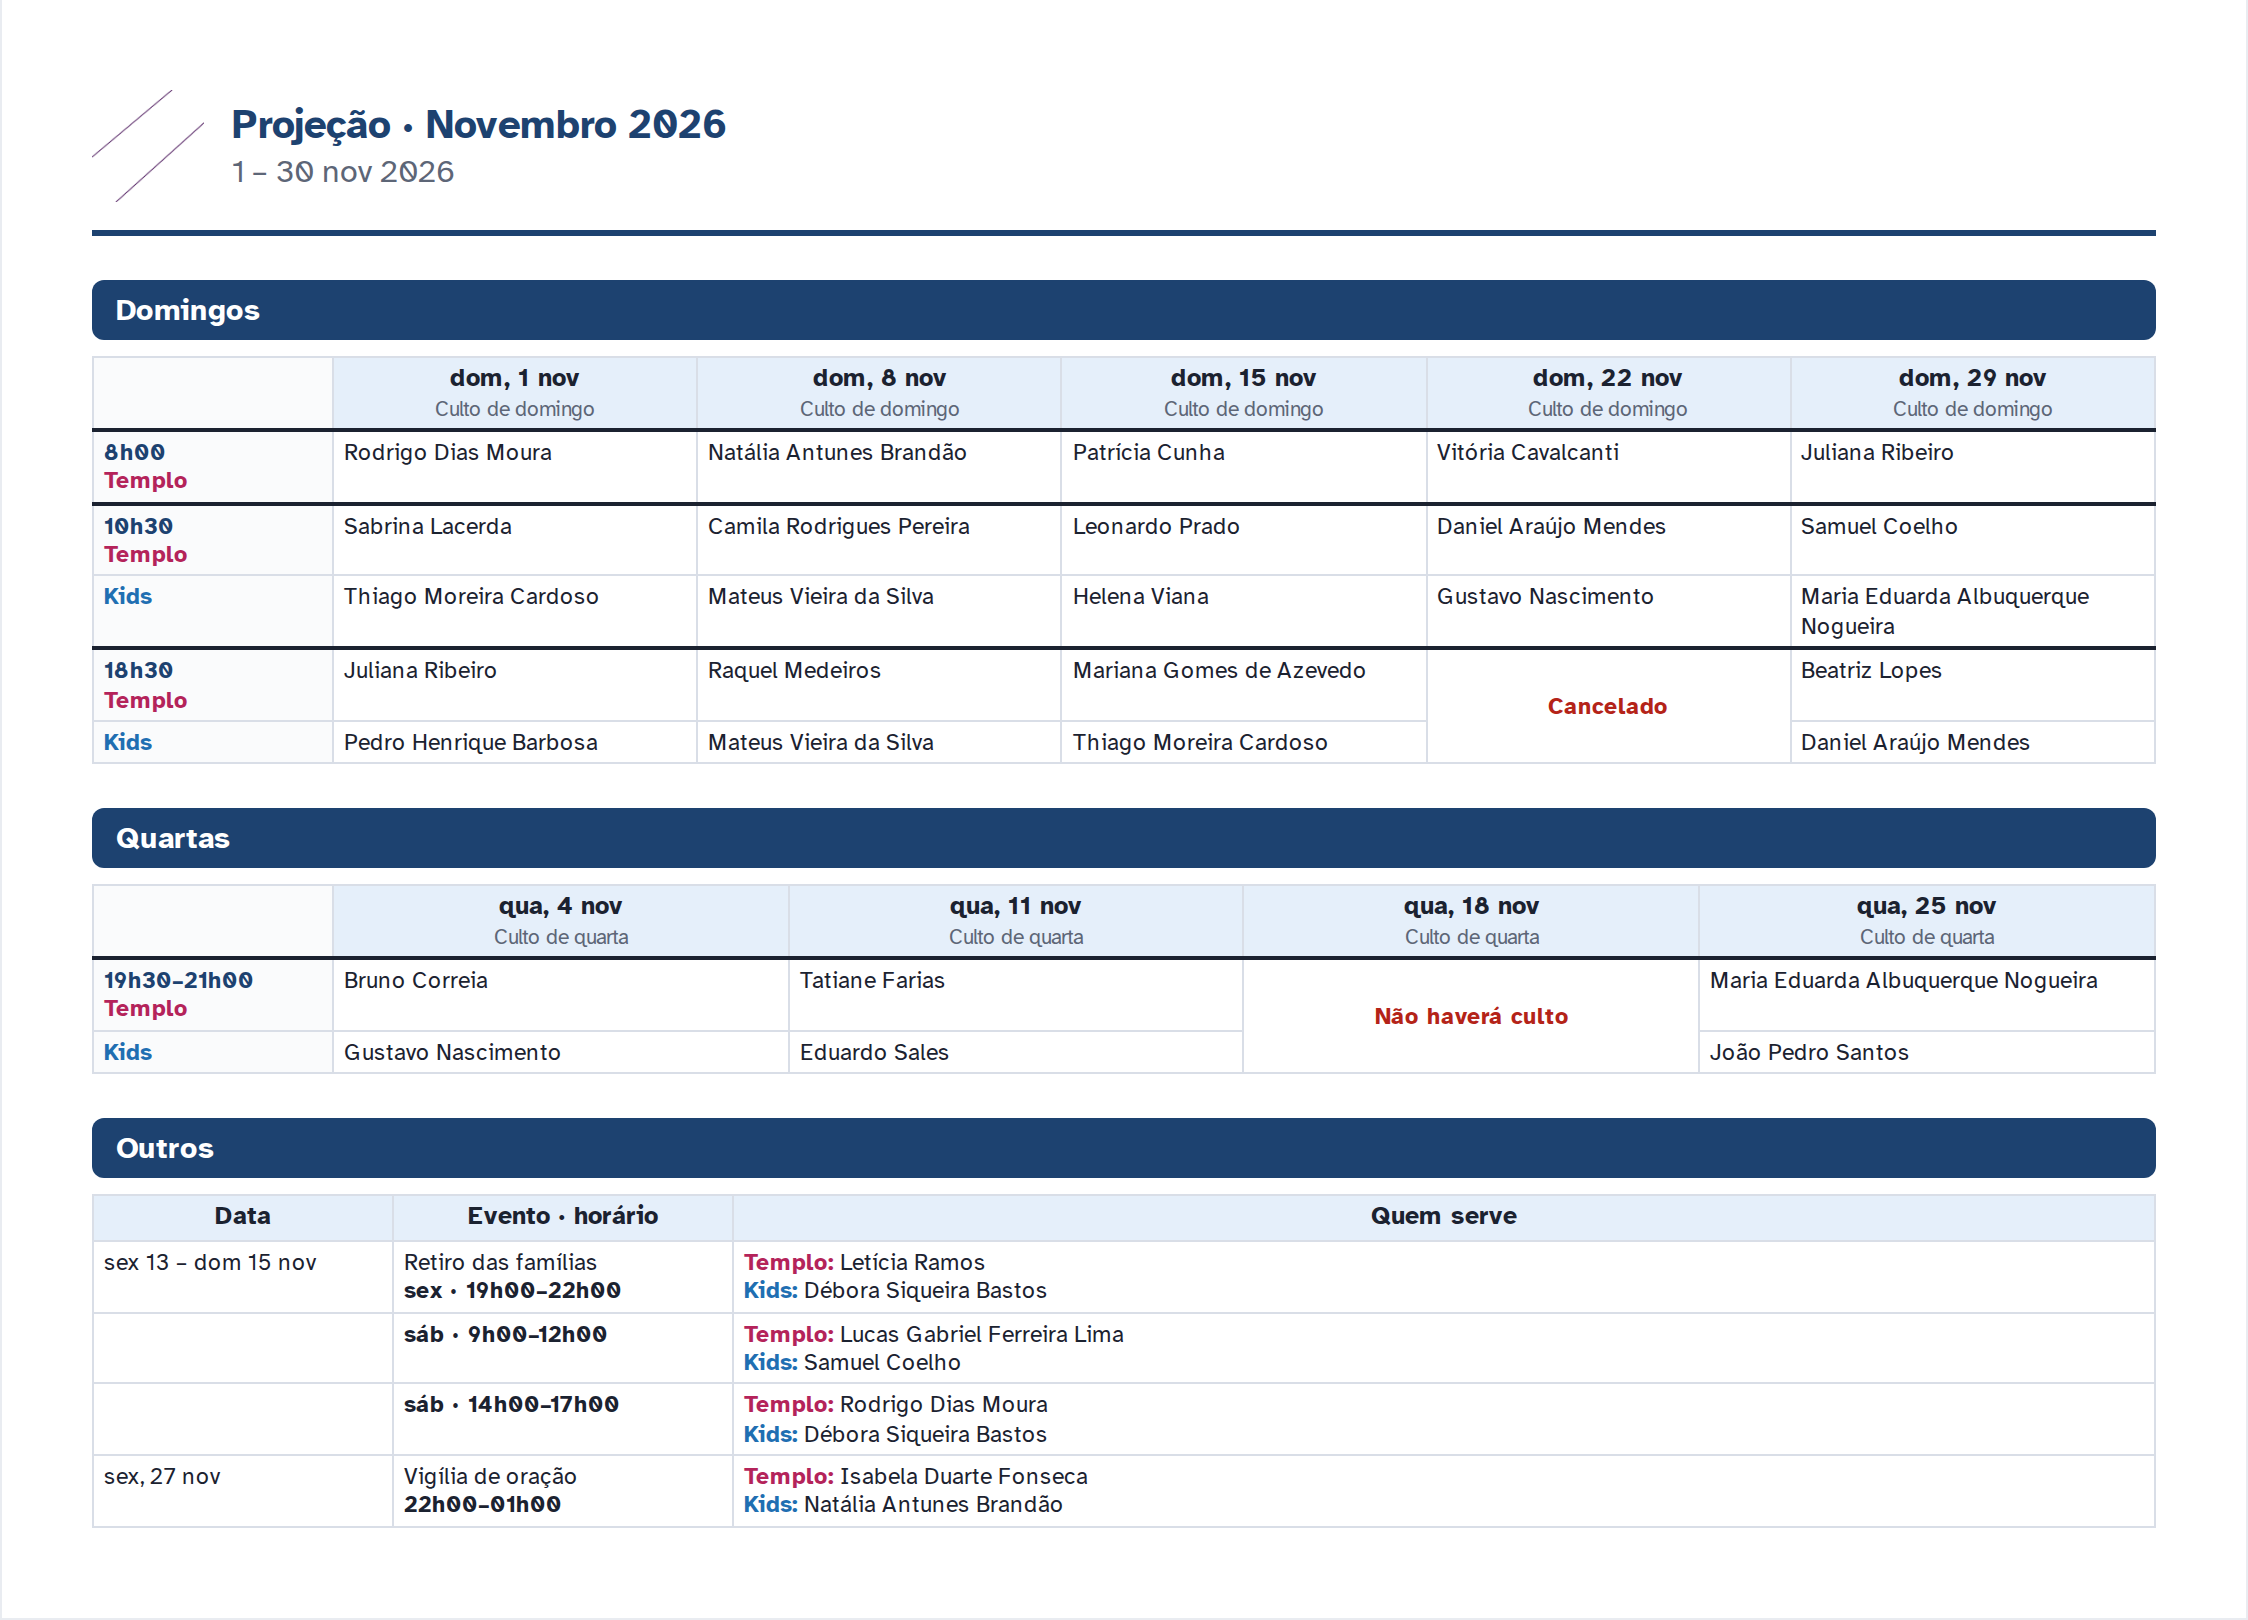 Projeção • Novembro 2026
1 – 30 nov 2026
Domingos
dom, 1 nov
Culto de domingo
dom, 8 nov
Culto de domingo
dom, 15 nov
Culto de domingo
dom, 22 nov
Culto de domingo
dom, 29 nov
Culto de domingo
8h00
Templo
Rodrigo Dias Moura
Natália Antunes Brandão
Patrícia Cunha
Vitória Cavalcanti
Juliana Ribeiro
10h30
Templo
Sabrina Lacerda
Camila Rodrigues Pereira
Leonardo Prado
Daniel Araújo Mendes
Samuel Coelho
Kids
Thiago Moreira Cardoso
Mateus Vieira da Silva
Helena Viana
Gustavo Nascimento
Maria Eduarda Albuquerque
Nogueira
18h30
Templo
Juliana Ribeiro
Raquel Medeiros
Mariana Gomes de Azevedo
Cancelado
Beatriz Lopes
Kids
Pedro Henrique Barbosa
Mateus Vieira da Silva
Thiago Moreira Cardoso
Daniel Araújo Mendes
Quartas
qua, 4 nov
Culto de quarta
qua, 11 nov
Culto de quarta
qua, 18 nov
Culto de quarta
qua, 25 nov
Culto de quarta
19h30–21h00
Templo
Bruno Correia
Tatiane Farias
Não haverá culto
Maria Eduarda Albuquerque Nogueira
Kids
Gustavo Nascimento
Eduardo Sales
João Pedro Santos
Outros
Data
Evento • horário
Quem serve
sex 13 – dom 15 nov
Retiro das famílias
sex • 19h00–22h00
Templo: Letícia Ramos
Kids: Débora Siqueira Bastos
sáb • 9h00–12h00
Templo: Lucas Gabriel Ferreira Lima
Kids: Samuel Coelho
sáb • 14h00–17h00
Templo: Rodrigo Dias Moura
Kids: Débora Siqueira Bastos
sex, 27 nov
Vigília de oração
22h00–01h00
Templo: Isabela Duarte Fonseca
Kids: Natália Antunes Brandão